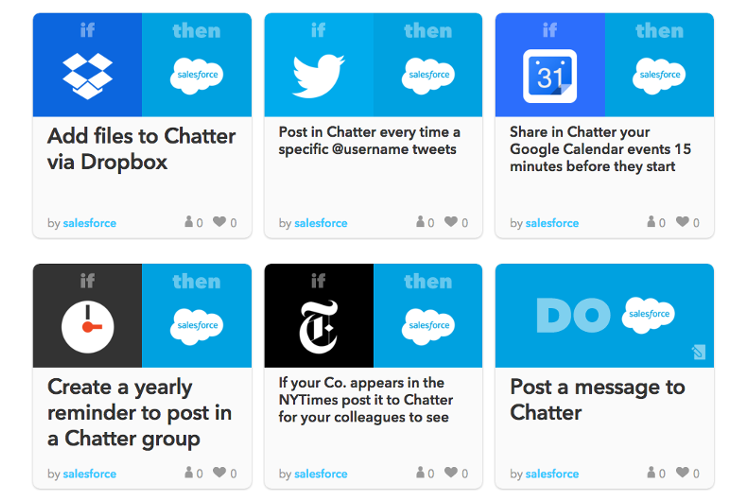 if then
salesforce
Add files to Chatter
via Dropbox
by salesforce 0 0
if then
salesforce
Post in Chatter every time a
specific @username tweets
by salesforce 0 0
if then
31 salesforce
Share in Chatter your
Google Calendar events 15
minutes before they start
by salesforce 0 0
if then
salesforce
Create a yearly
reminder to post in
a Chatter group
by salesforce 0 0
if then
T salesforce
If your Co. appears in the
NYTimes post it to Chatter
for your colleagues to see
by salesforce 0 0
DO salesforce
Post a message to
Chatter
by salesforce 0 0